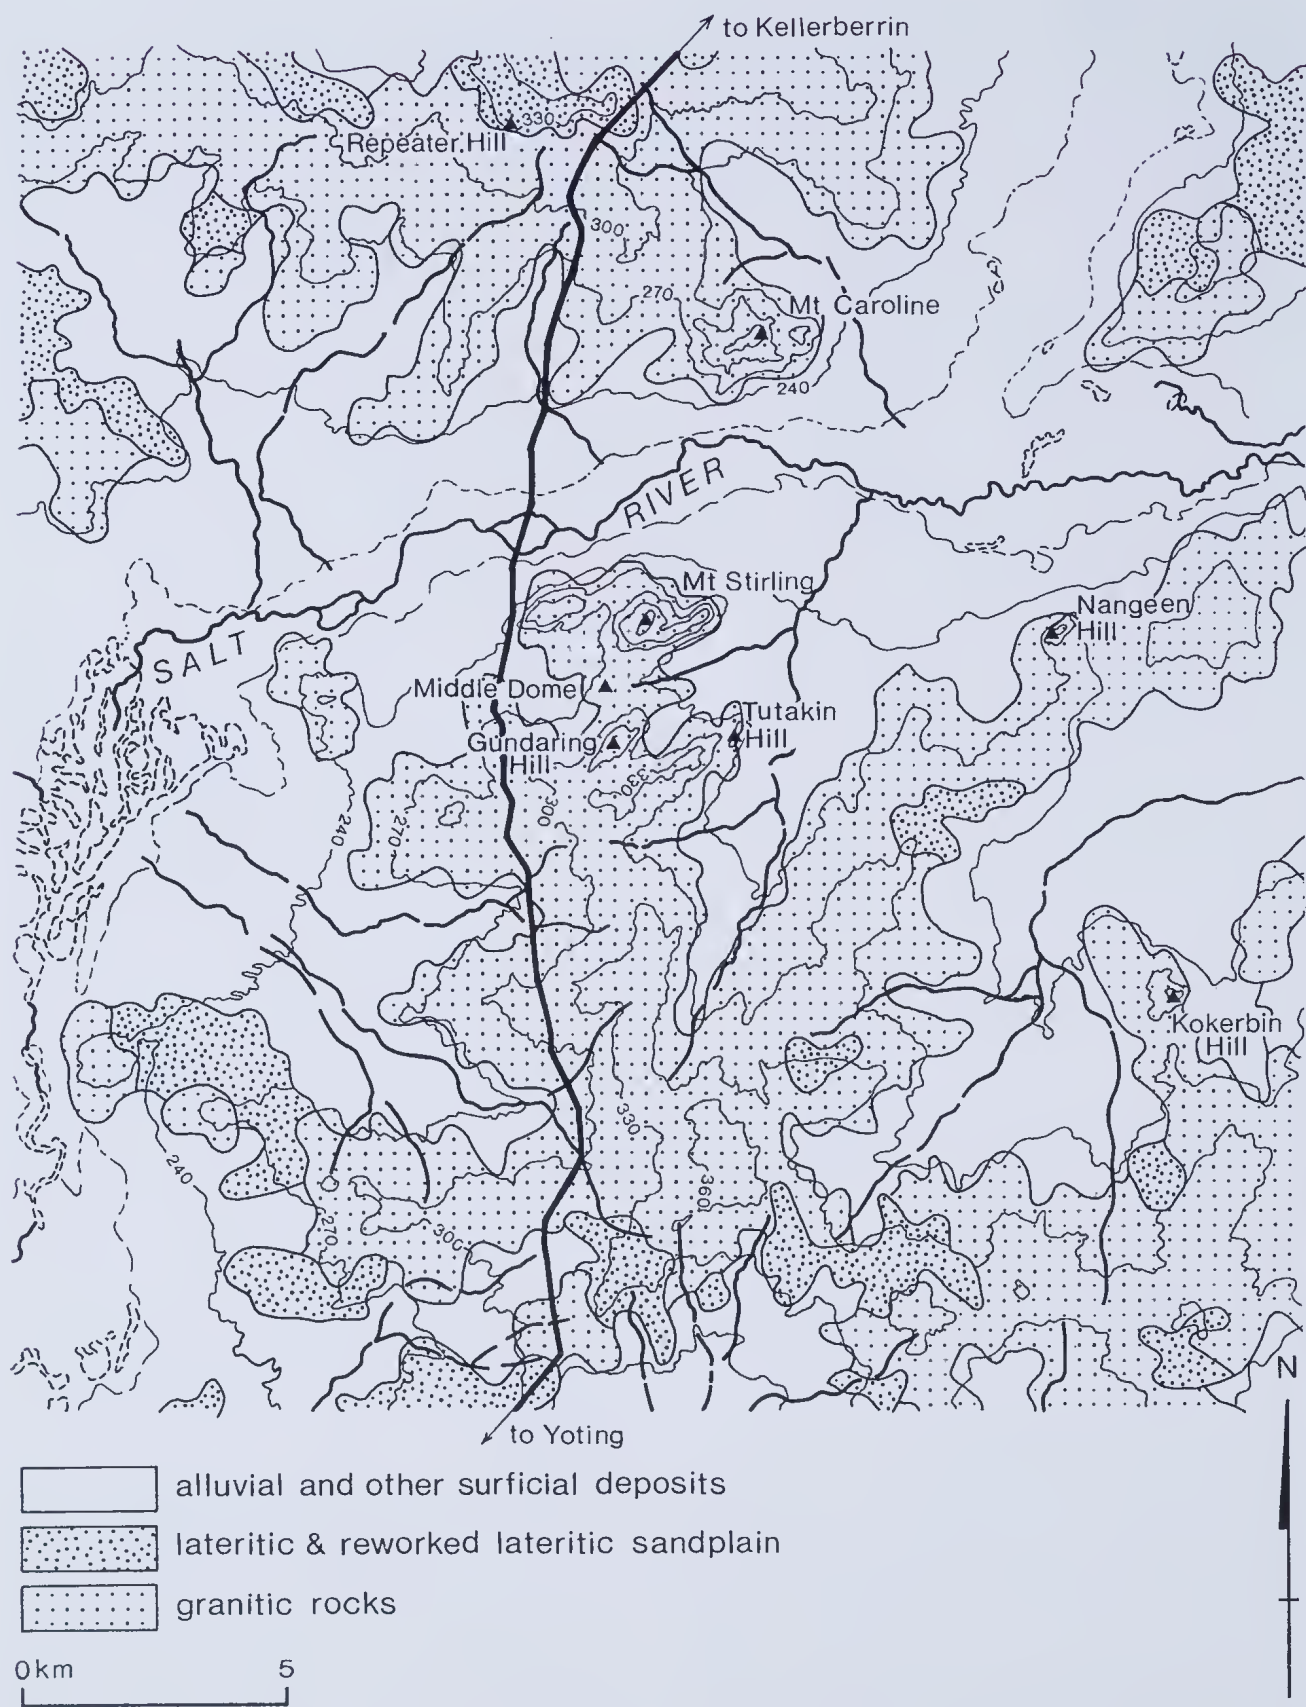 to Kellerberrin
330
Repeater Hill
300
270
Mt Caroline
240
RIVER
Mt Stirling
Nangeen
Hill
SALT
Middle Dome
Tutakin
Hill
Gundaring
Hill
330
300
240
270
Kokerbin
Hill
330
240
360
270
300
N
to Yoting
alluvial and other surficial deposits
lateritic & reworked lateritic sandplain
granitic rocks
0 km 5